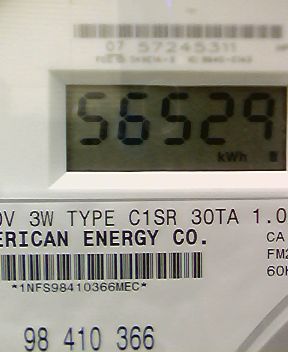 07 57245311
56529
kWh
0V 3W TYPE C1SR 30TA 1.0
ERICAN ENERGY CO.
CA
FM2
60H
*1NFS98410366MEC*
98 410 366